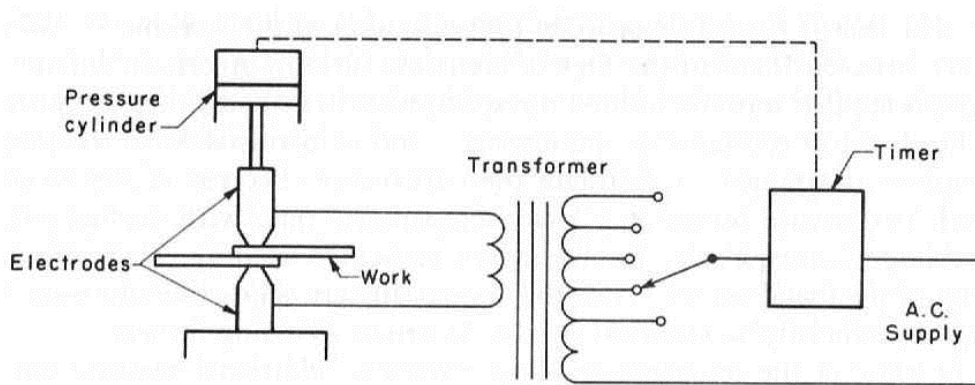 Pressure
cylinder
Transformer
Timer
Electrodes
Work
A.C.
Supply